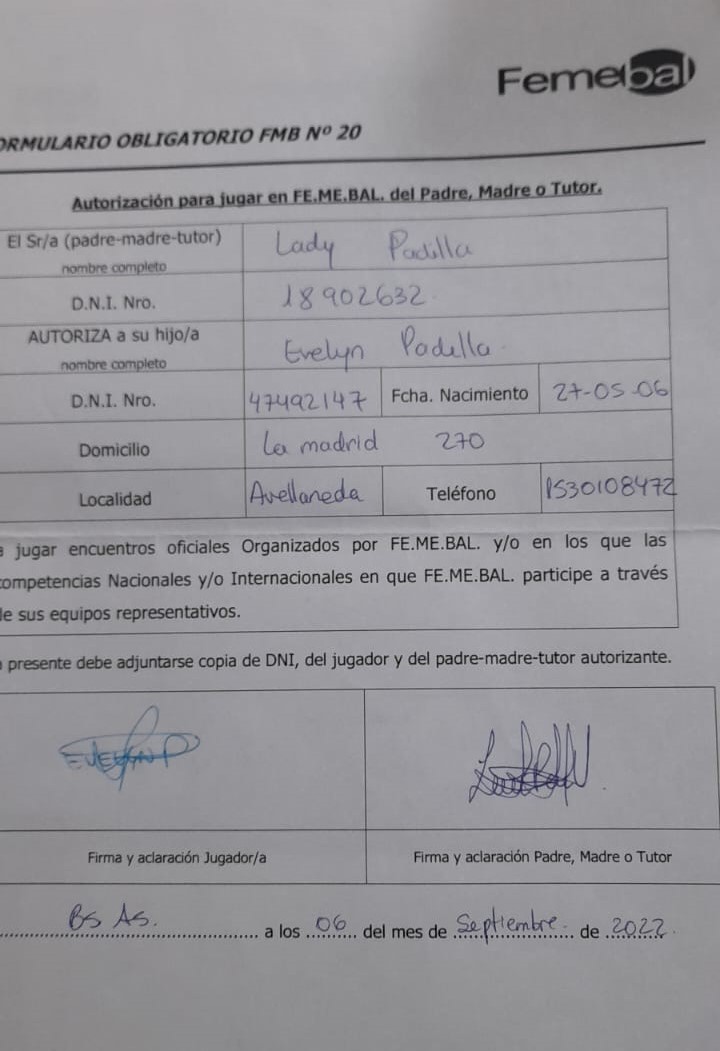 Femebal
ORMULARIO OBLIGATORIO FMB Nº 20
Autorización para jugar en FE.ME.BAL. del Padre, Madre o Tutor.
El Sr/a (padre-madre-tutor) Lady Padilla
nombre completo
D.N.I. Nro. 18902632
AUTORIZA a su hijo/a Evelyn Padilla
nombre completo
D.N.I. Nro. 47492147 Fcha. Nacimiento 27-05-06
Domicilio La madrid 270
Localidad Avellaneda Teléfono 1530108472
a jugar encuentros oficiales Organizados por FE.ME.BAL. y/o en los que las
competencias Nacionales y/o Internacionales en que FE.ME.BAL. participe a través
de sus equipos representativos.
a presente debe adjuntarse copia de DNI, del jugador y del padre-madre-tutor autorizante.
EVELYN P
Firma y aclaración Jugador/a Firma y aclaración Padre, Madre o Tutor
Bs As. a los 06 del mes de Septiembre. de 2022.